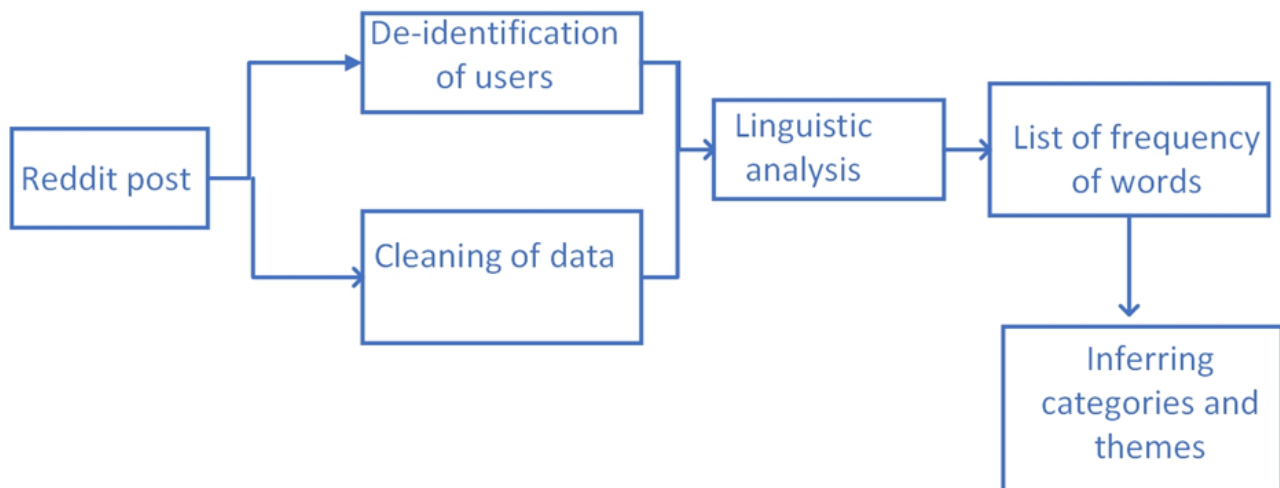 Reddit post
De-identification
of users
Cleaning of data
Linguistic
analysis
List of frequency
of words
Inferring
categories and
themes